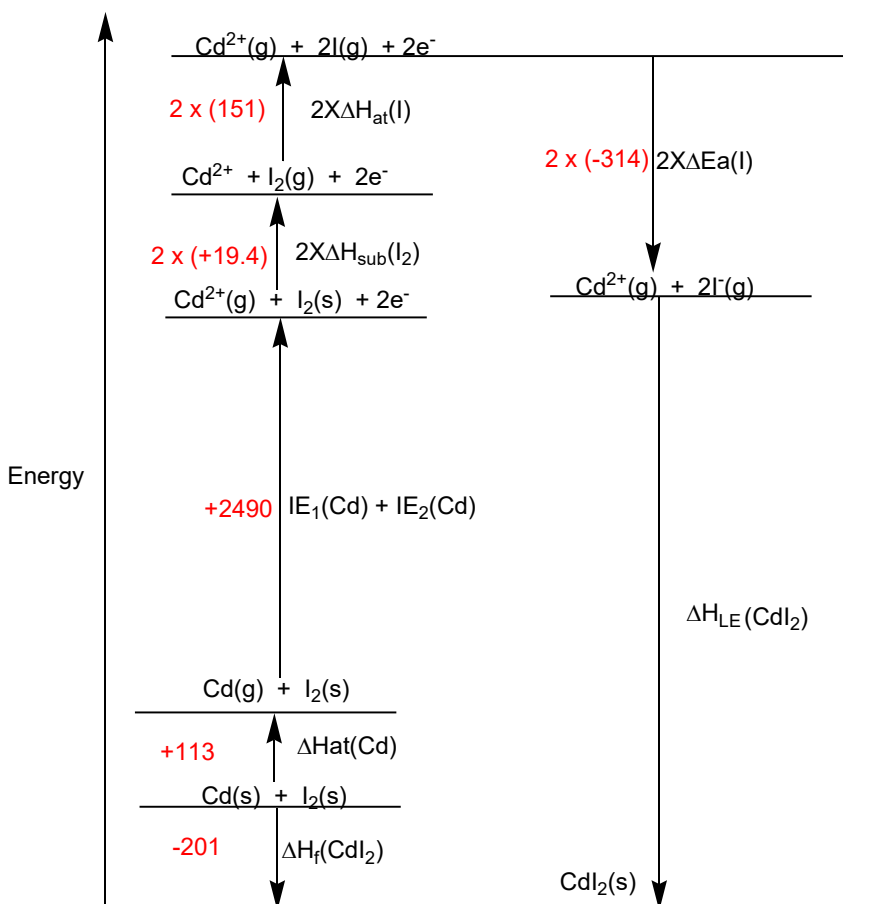 Cd²⁺(g) + 2I(g) + 2e⁻
2 x (151) 2XΔHₐₜ(I)
2 x (-314) 2XΔEa(I)
Cd²⁺ + I₂(g) + 2e⁻
2 x (+19.4) 2XΔHₛᵤb(I₂)
Cd²⁺(g) + I₂(s) + 2e⁻
Cd²⁺(g) + 2I⁻(g)
Energy
+2490 IE₁(Cd) + IE₂(Cd)
ΔH_LE (CdI₂)
Cd(g) + I₂(s)
+113 ΔHat(Cd)
Cd(s) + I₂(s)
-201 ΔH_f(CdI₂)
CdI₂(s)